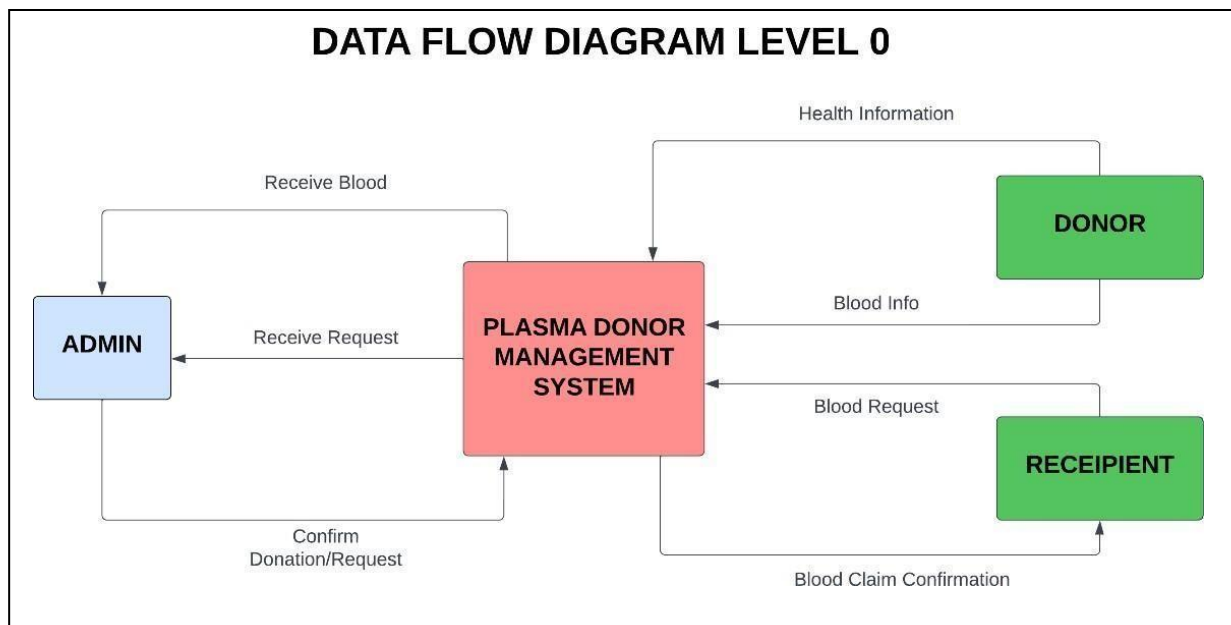 DATA FLOW DIAGRAM LEVEL 0
Health Information
Receive Blood
DONOR
Blood Info
PLASMA DONOR
MANAGEMENT
SYSTEM
ADMIN
Receive Request
Blood Request
RECEIPIENT
Confirm
Donation/Request
Blood Claim Confirmation